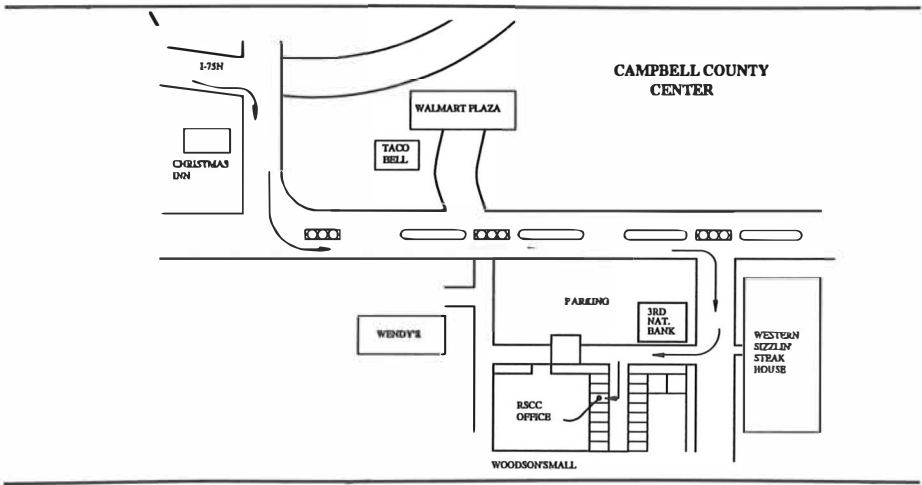 CAMPBELL COUNTY
CENTER
I-75N
WALMART PLAZA
TACO
BELL
CHRISTMAS
INN
PARKING
3RD
NAT.
BANK
WENDY'S
WESTERN
SIZZLIN'
STEAK
HOUSE
RSCC
OFFICE
WOODSON'SMALL